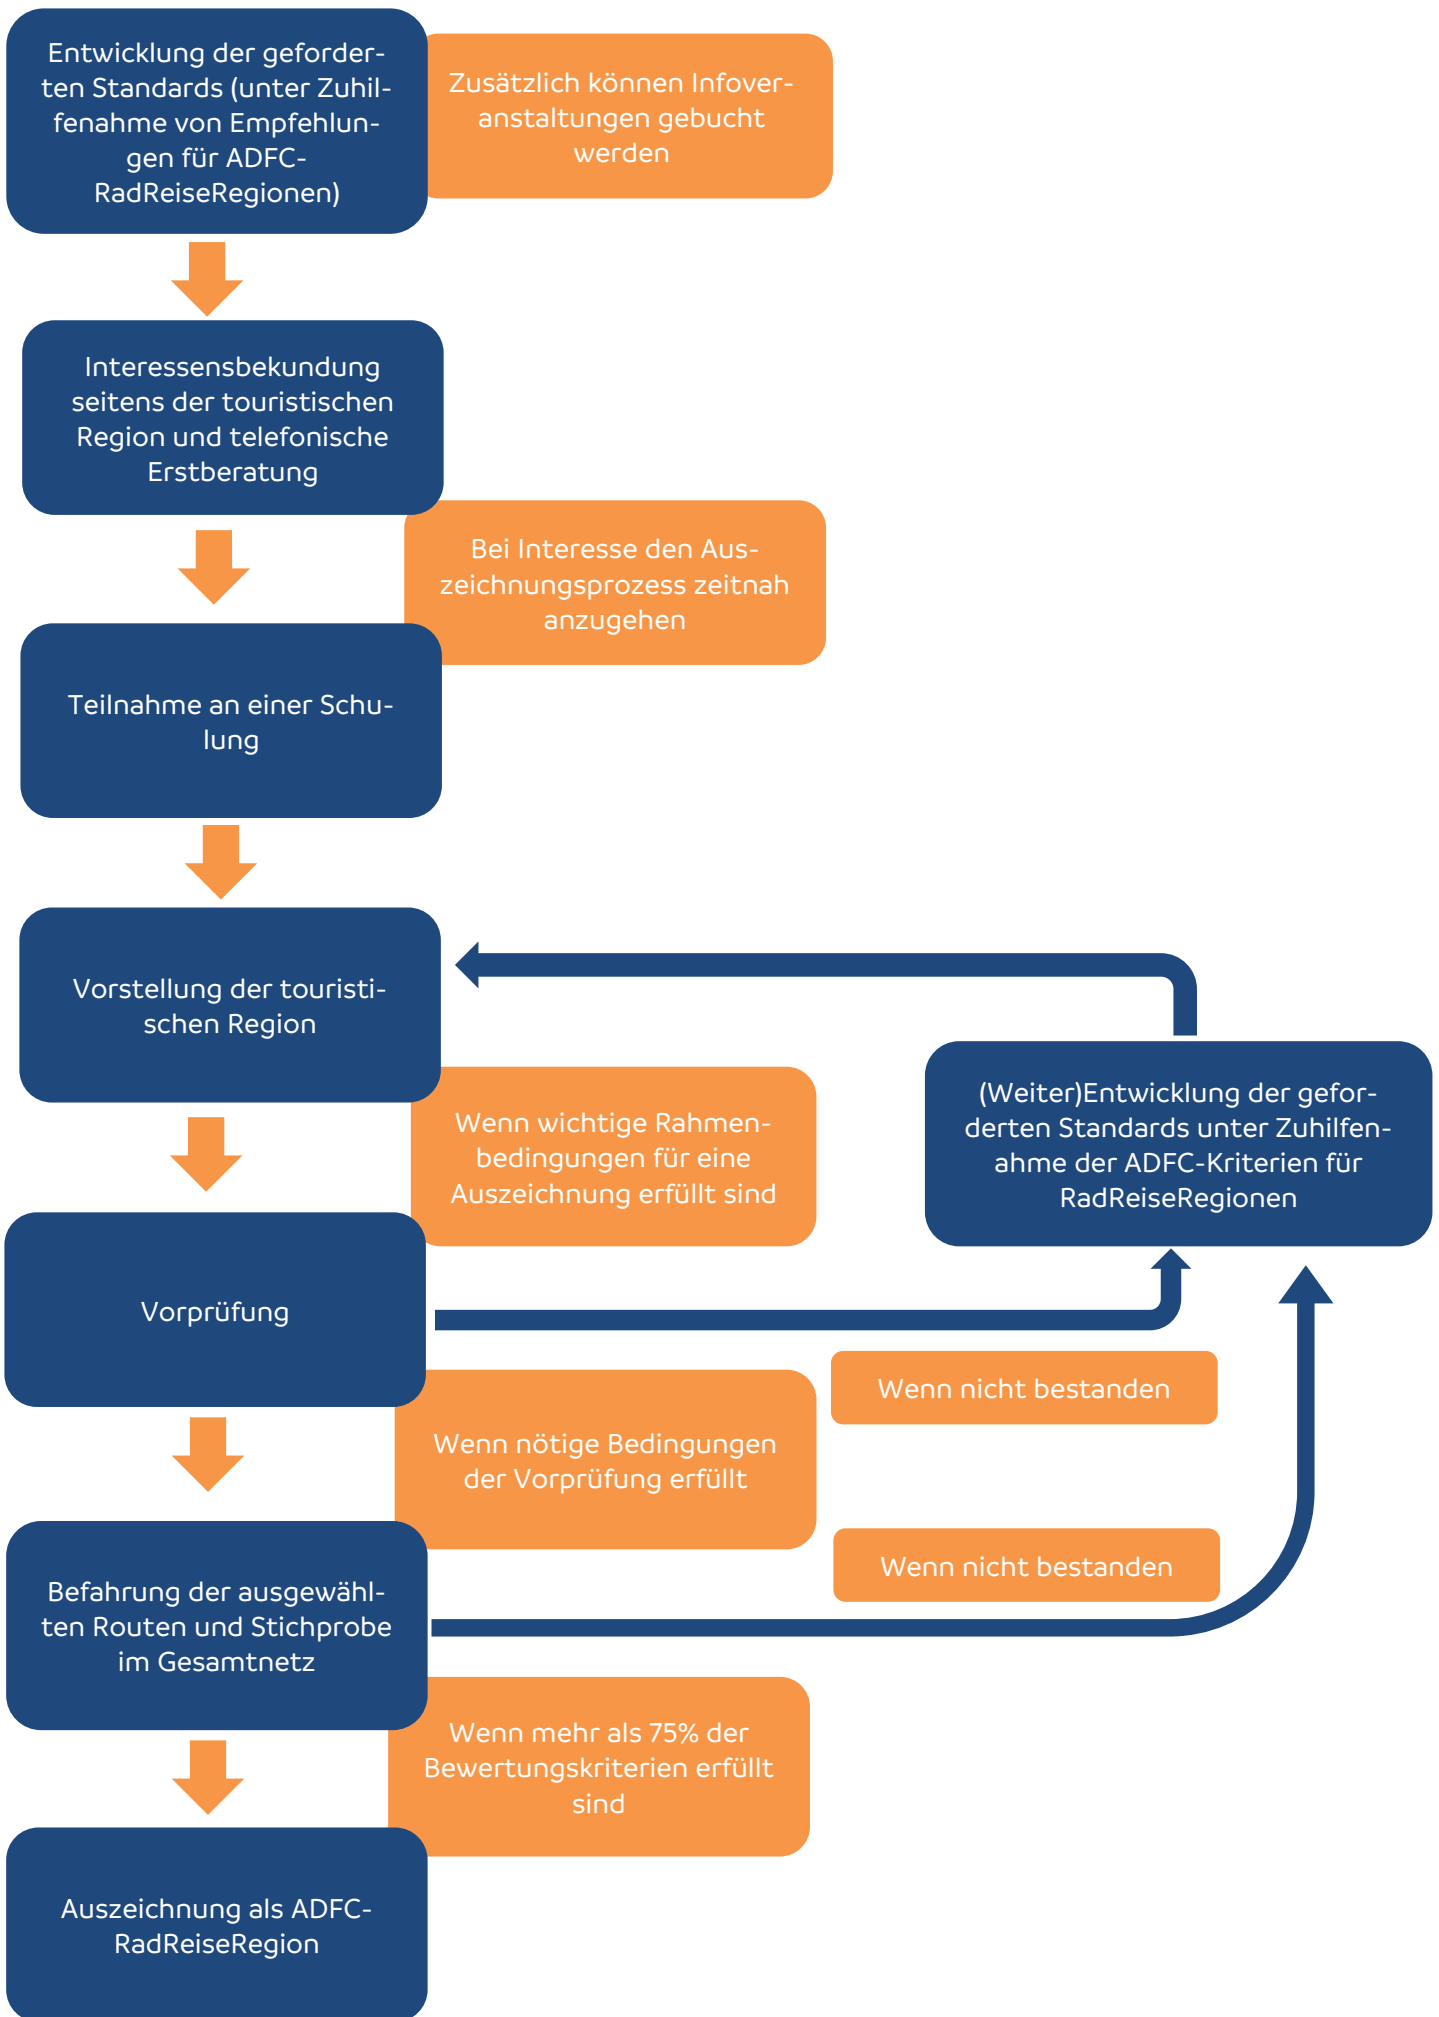 Entwicklung der geforder-
ten Standards (unter Zuhil-
fenahme von Empfehlun-
gen für ADFC-
RadReiseRegionen)
Zusätzlich können Infover-
anstaltungen gebucht
werden
Interessensbekundung
seitens der touristischen
Region und telefonische
Erstberatung
Bei Interesse den Aus-
zeichnungsprozess zeitnah
anzugehen
Teilnahme an einer Schu-
lung
Vorstellung der touristi-
schen Region
Wenn wichtige Rahmen-
bedingungen für eine
Auszeichnung erfüllt sind
(Weiter)Entwicklung der gefor-
derten Standards unter Zuhilfen-
ahme der ADFC-Kriterien für
RadReiseRegionen
Vorprüfung
Wenn nicht bestanden
Wenn nötige Bedingungen
der Vorprüfung erfüllt
Wenn nicht bestanden
Befahrung der ausgewähl-
ten Routen und Stichprobe
im Gesamtnetz
Wenn mehr als 75% der
Bewertungskriterien erfüllt
sind
Auszeichnung als ADFC-
RadReiseRegion